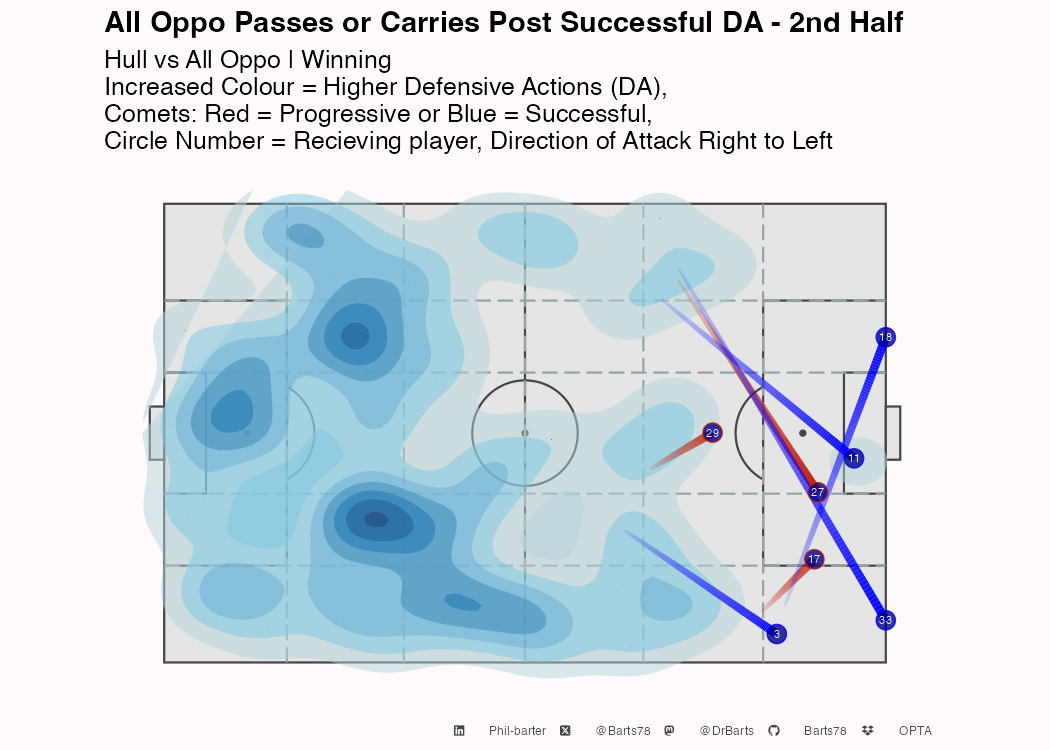 All Oppo Passes or Carries Post Successful DA - 2nd Half
Hull vs All Oppo | Winning
Increased Colour = Higher Defensive Actions (DA),
Comets: Red = Progressive or Blue = Successful,
Circle Number = Recieving player, Direction of Attack Right to Left
18
29
11
27
17
33
3
Phil-barter @Barts78 @DrBarts Barts78 OPTA